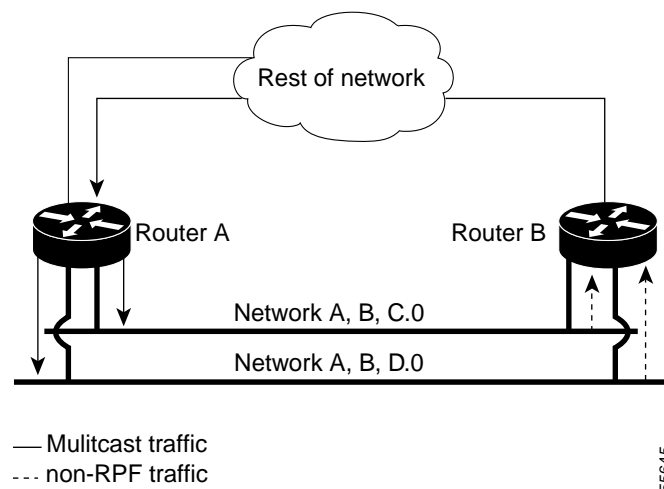 Rest of network
Router A
Router B
Network A, B, C.0
Network A, B, D.0
Mulitcast traffic
non-RPF traffic